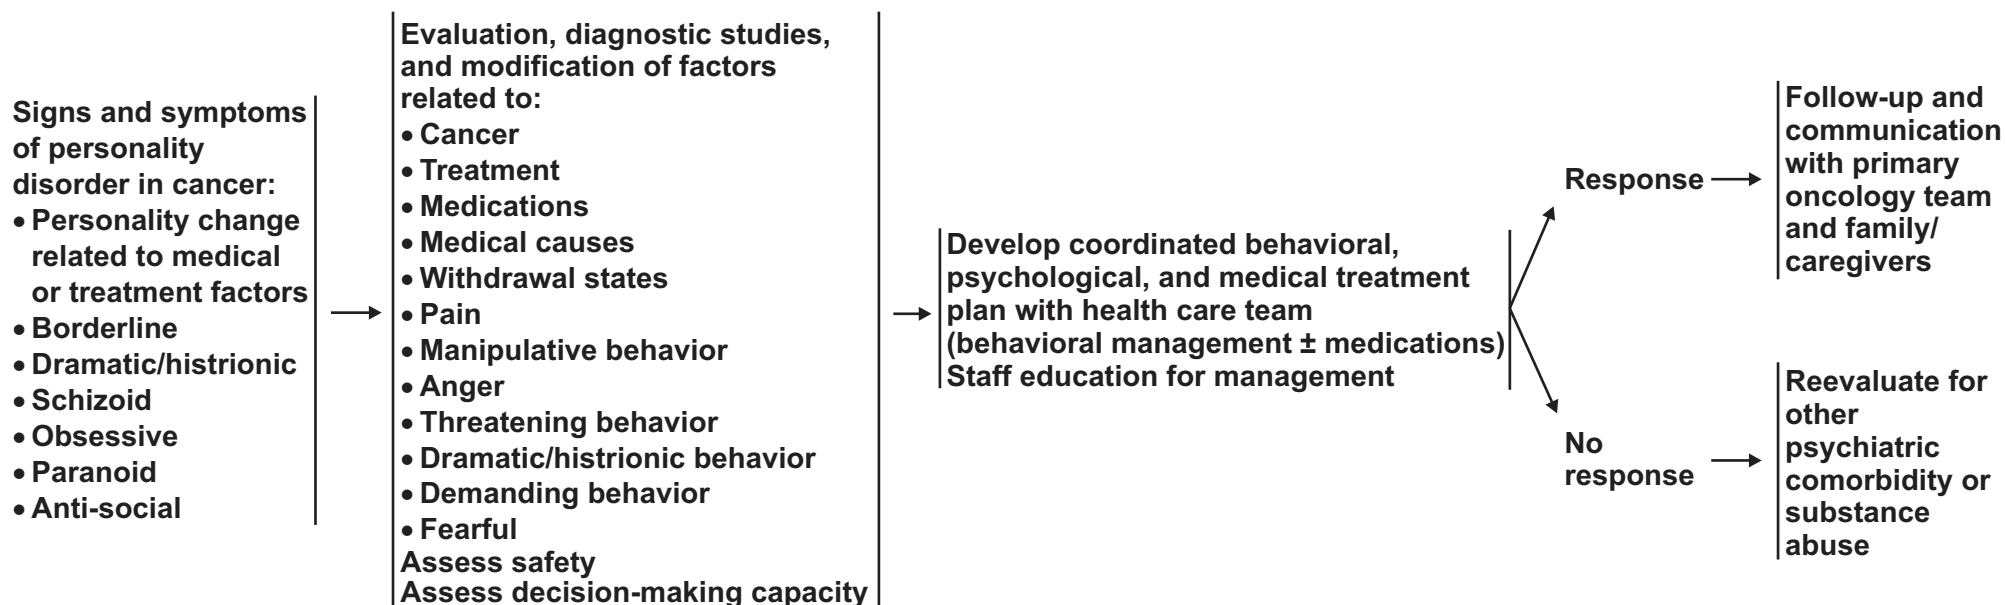 Signs and symptoms
of personality
disorder in cancer:
• Personality change
related to medical
or treatment factors
• Borderline
• Dramatic/histrionic
• Schizoid
• Obsessive
• Paranoid
• Anti-social
Evaluation, diagnostic studies,
and modification of factors
related to:
• Cancer
• Treatment
• Medications
• Medical causes
• Withdrawal states
• Pain
• Manipulative behavior
• Anger
• Threatening behavior
• Dramatic/histrionic behavior
• Demanding behavior
• Fearful
Assess safety
Assess decision-making capacity
Develop coordinated behavioral,
psychological, and medical treatment
plan with health care team
(behavioral management ± medications)
Staff education for management
Response
Follow-up and
communication
with primary
oncology team
and family/
caregivers
No
response
Reevaluate for
other
psychiatric
comorbidity or
substance
abuse